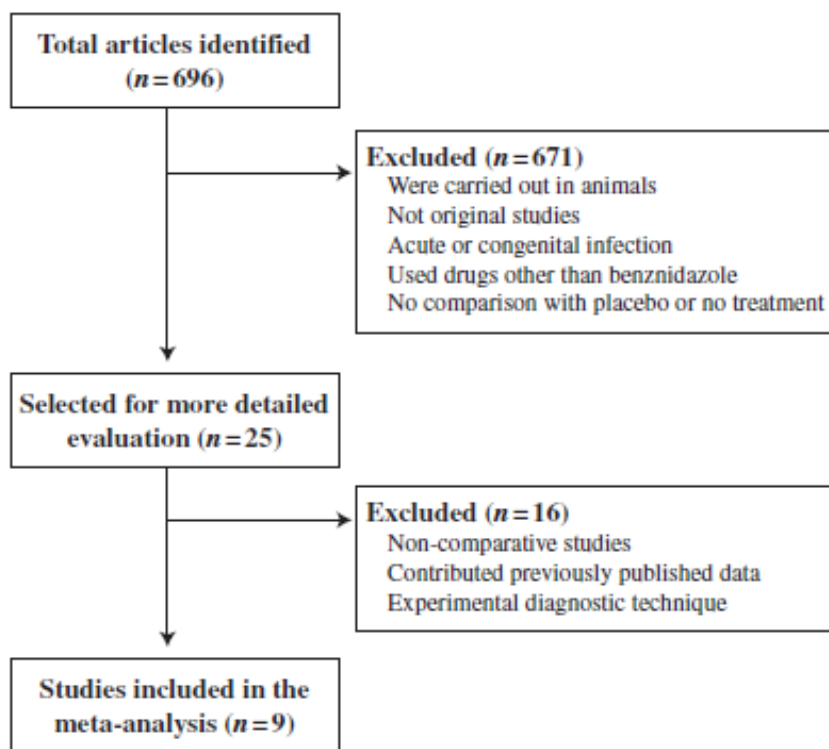 Total articles identified
(n=696)
Excluded (n=671)
Were carried out in animals
Not original studies
Acute or congenital infection
Used drugs other than benznidazole
No comparison with placebo or no treatment
Selected for more detailed
evaluation (n=25)
Excluded (n=16)
Non-comparative studies
Contributed previously published data
Experimental diagnostic technique
Studies included in the
meta-analysis (n=9)